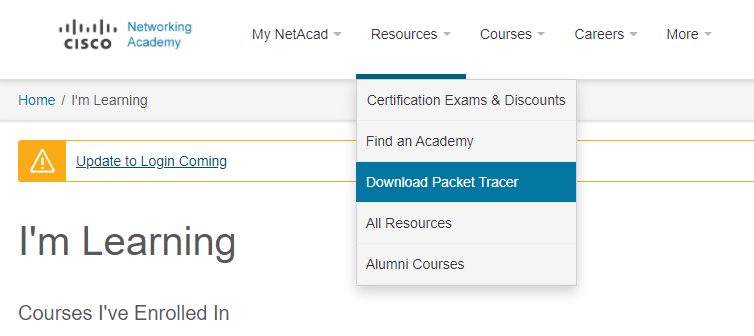 CISCO
Networking
Academy
My NetAcad
Resources
Courses
Careers
More
Home / I'm Learning
Certification Exams & Discounts
Find an Academy
Download Packet Tracer
All Resources
Alumni Courses
Update to Login Coming
I'm Learning
Courses I've Enrolled In